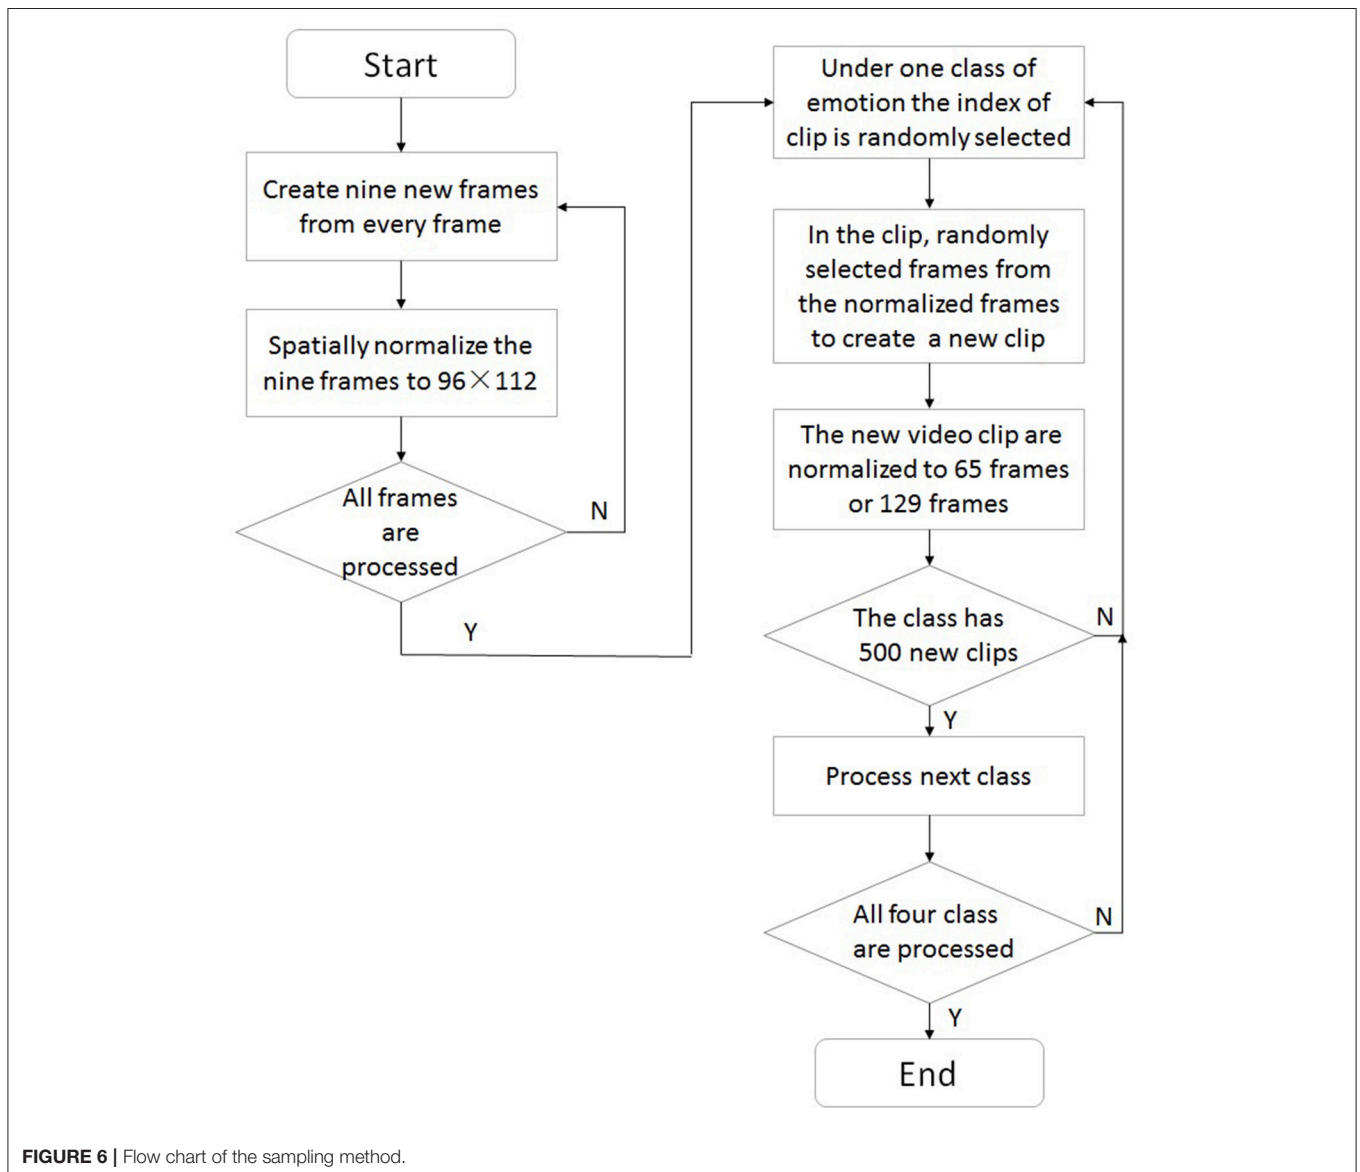 Start
Create nine new frames
from every frame
Spatially normalize the
nine frames to 96×112
All frames
are
processed
N
Y
Under one class of
emotion the index of
clip is randomly selected
In the clip, randomly
selected frames from
the normalized frames
to create a new clip
The new video clip are
normalized to 65 frames
or 129 frames
The class has
500 new clips
N
Y
Process next class
All four class
are processed
N
Y
End
FIGURE 6 | Flow chart of the sampling method.